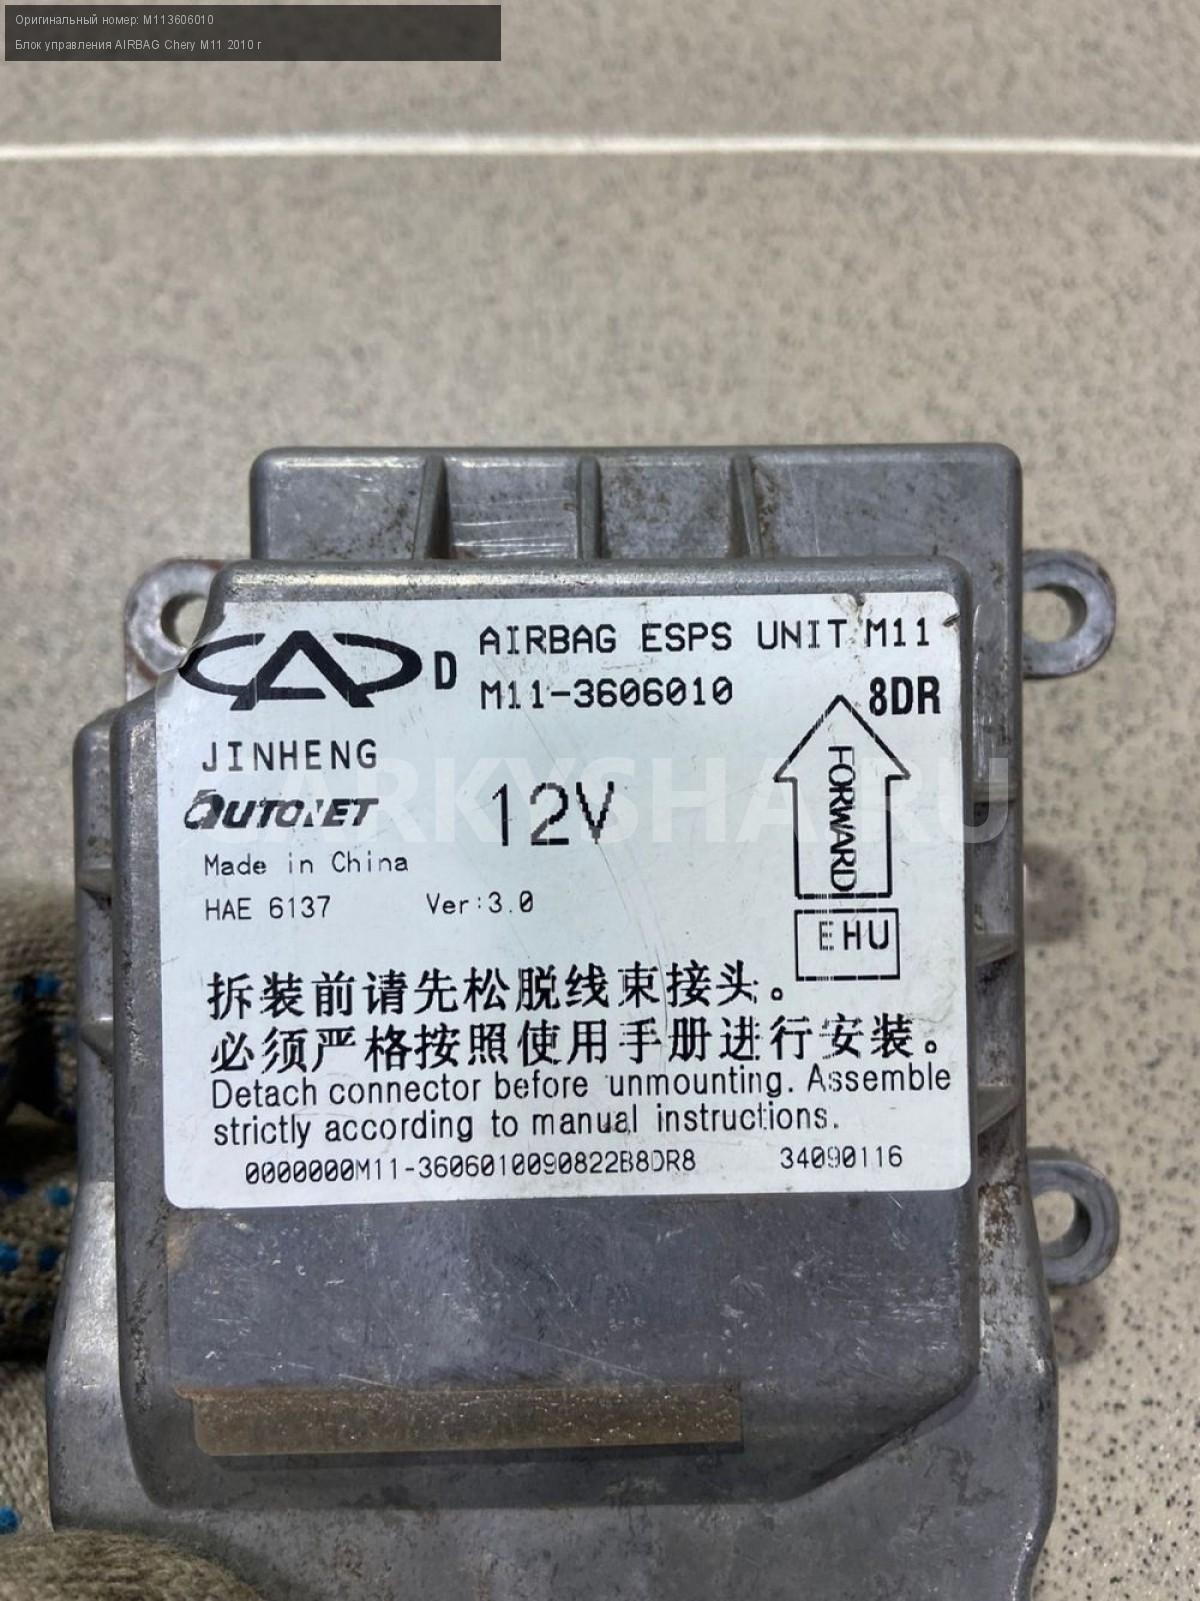 Оригинальный номер: M113606010
Блок управления AIRBAG Chery M11 2010 г
D AIRBAG ESPS UNIT M11
M11-3606010 8DR
JINHENG
AUTONET 12V
FORWARD
Made in China
HAE 6137 Ver:3.0
EHU
拆装前请先松脱线束接头。
必须严格按照使用手册进行安装。
Detach connector before unmounting. Assemble
strictly according to manual instructions.
0000000M11-3606010090822B8DR8 34090116
ARKYSHA.RU